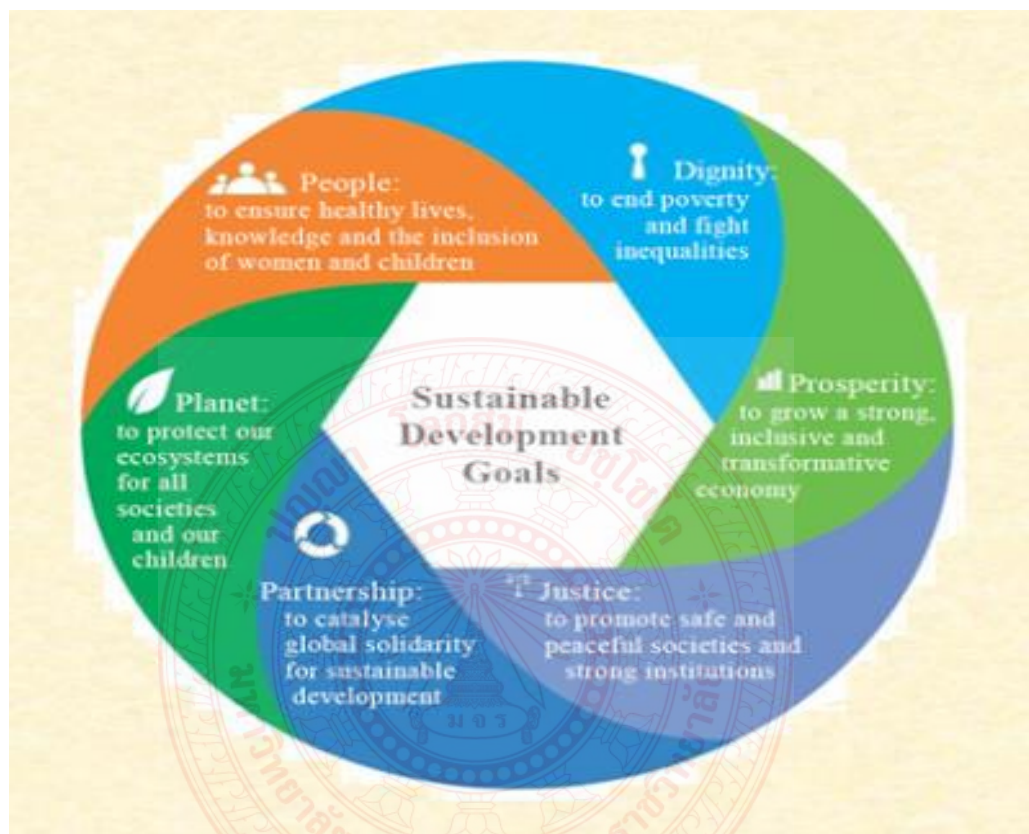 People:
to ensure healthy lives,
knowledge and the inclusion
of women and children
Dignity:
to end poverty
and fight
inequalities
Prosperity:
to grow a strong,
inclusive and
transformative
economy
Justice:
to promote safe and
peaceful societies and
strong institutions
Partnership:
to catalyse
global solidarity
for sustainable
development
Planet:
to protect our
ecosystems
for all
societies
and our
children
Sustainable
Development
Goals
มจร